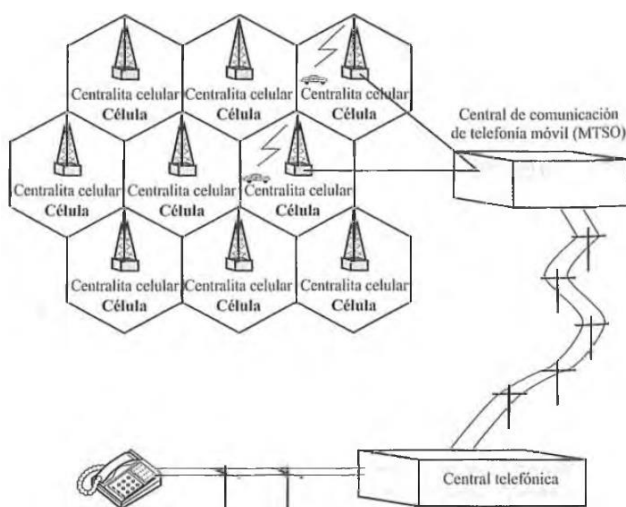 Centralita celular Centralita celular Centralita celular
Célula Célula Célula
Central de comunicación
de telefonía móvil (MTSO)
Centralita celular Centralita celular Centralita celular
Célula Célula Célula
Centralita celular Centralita celular Centralita celular
Célula Célula Célula
Central telefónica